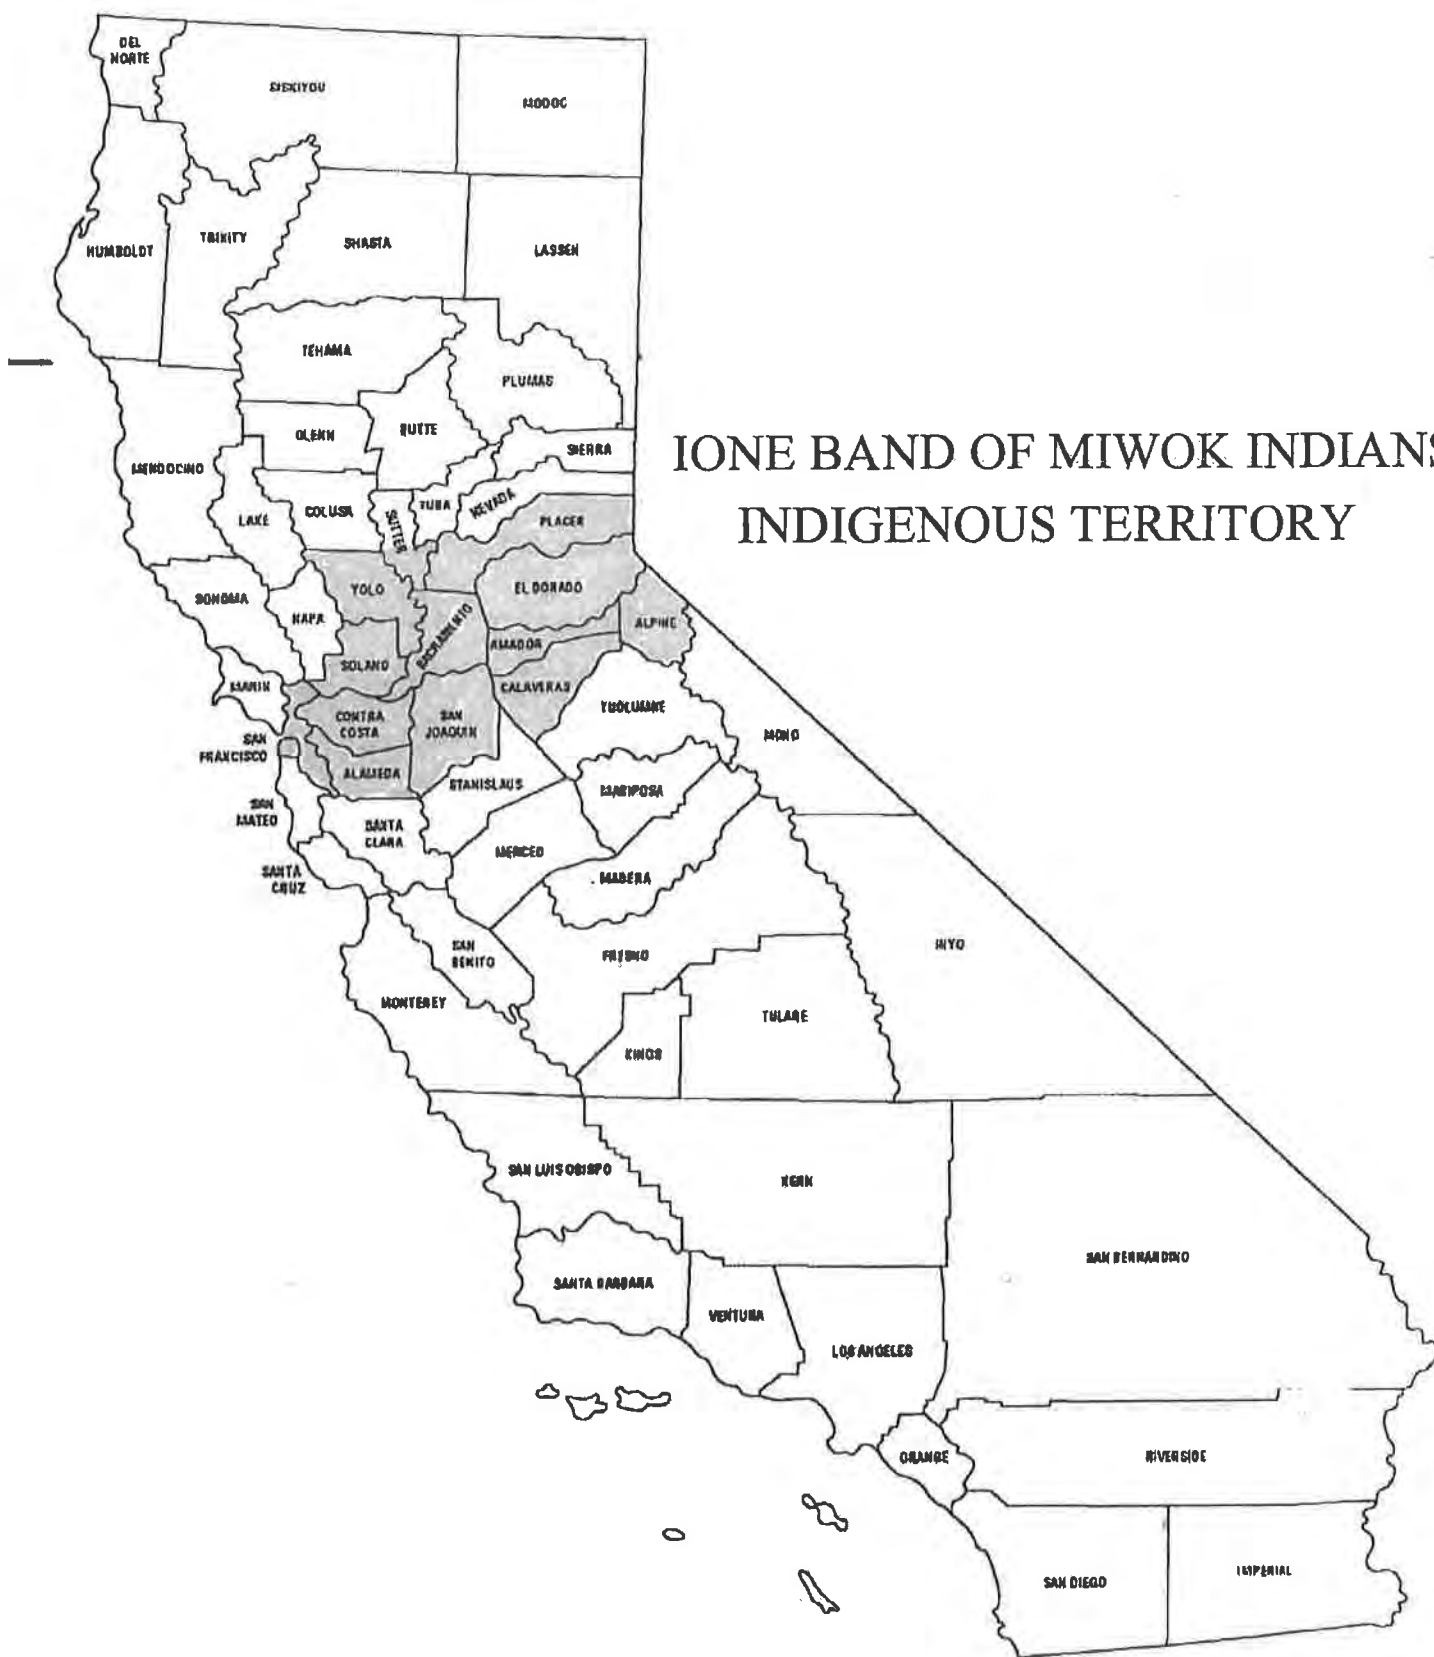 DEL
NORTE
SISKIYOU
MODOC
HUMBOLDT
TRINITY
SHASTA
LASSEN
TEHAMA
PLUMAS
GLENN
BUTTE
SIERRA
MENDOCINO
IONE BAND OF MIWOK INDIANS
INDIGENOUS TERRITORY
LAKE
COLUSA
SUTTER
YUBA
NEVADA
PLACER
SONOMA
NAPA
YOLO
EL DORADO
SACRAMENTO
AMADOR
ALPINE
SOLANO
MARIN
CALAVERAS
TUOLUMNE
CONTRA
COSTA
SAN
JOAQUIN
MONO
SAN
FRANCISCO
ALAMEDA
STANISLAUS
MARIPOSA
SAN
MATEO
SANTA
CLARA
MERCED
SANTA
CRUZ
MADERA
SAN
BENITO
FRESNO
INYO
MONTEREY
TULARE
KINGS
SAN LUIS OBISPO
KERN
SAN BERNARDINO
SANTA BARBARA
VENTURA
LOS ANGELES
ORANGE
RIVERSIDE
SAN DIEGO
IMPERIAL